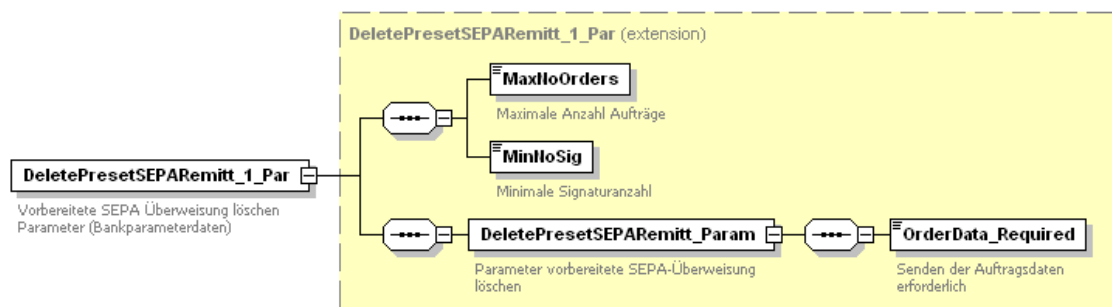 DeletePresetSEPARemitt_1_Par (extension)
MaxNoOrders
Maximale Anzahl Aufträge
MinNoSig
Minimale Signaturanzahl
DeletePresetSEPARemitt_1_Par
Vorbereitete SEPA Überweisung löschen
Parameter (Bankparameterdaten)
DeletePresetSEPARemitt_Param
Parameter vorbereitete SEPA-Überweisung
löschen
OrderData_Required
Senden der Auftragsdaten
erforderlich